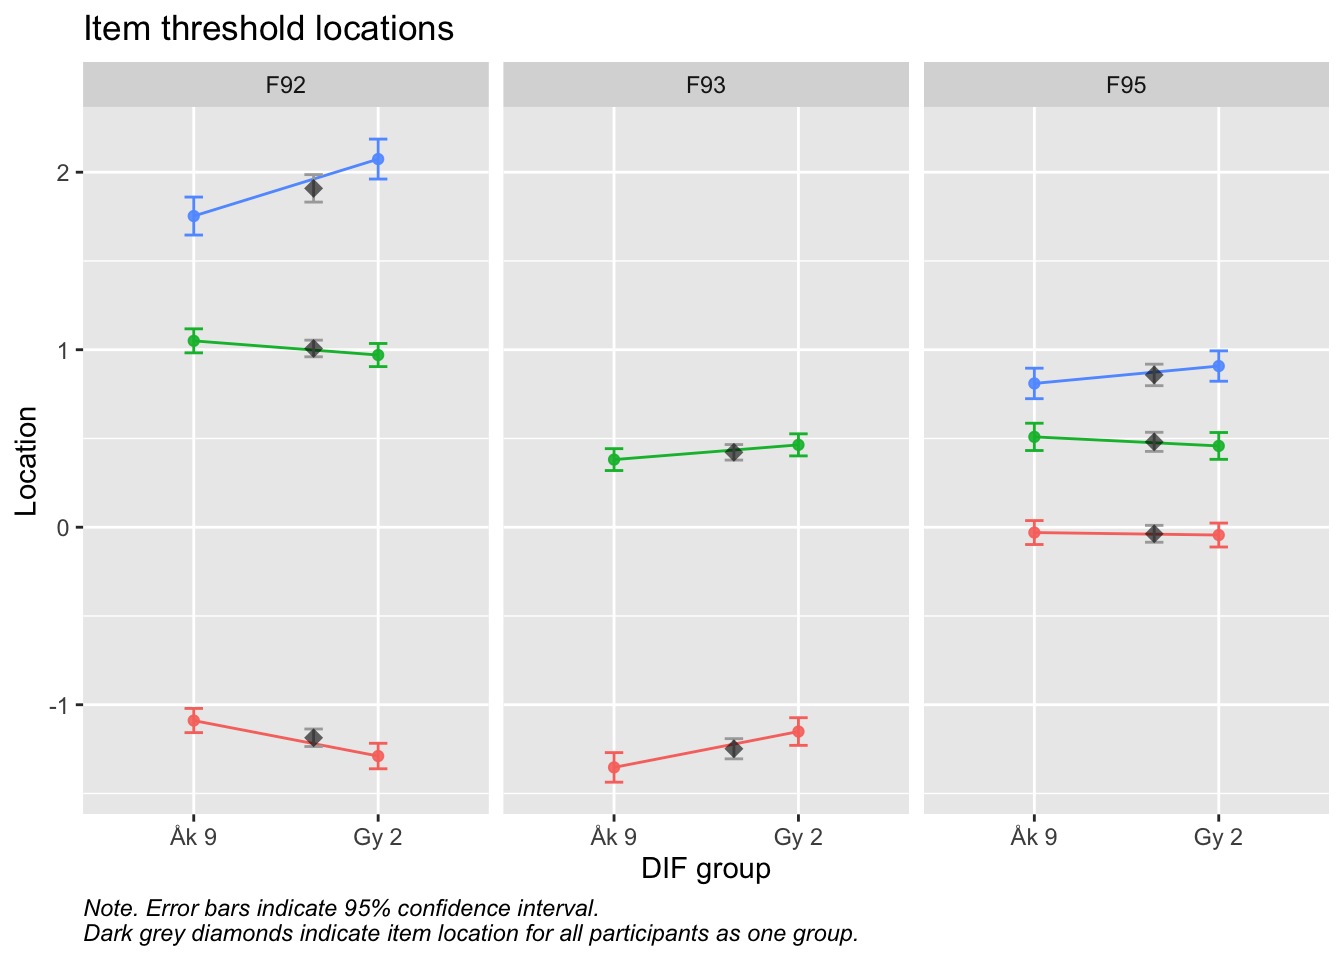 Item threshold locations
F92
F93
F95
Location
2
1
0
-1
Åk 9
Gy 2
Åk 9
Gy 2
Åk 9
Gy 2
DIF group
Note. Error bars indicate 95% confidence interval.
Dark grey diamonds indicate item location for all participants as one group.